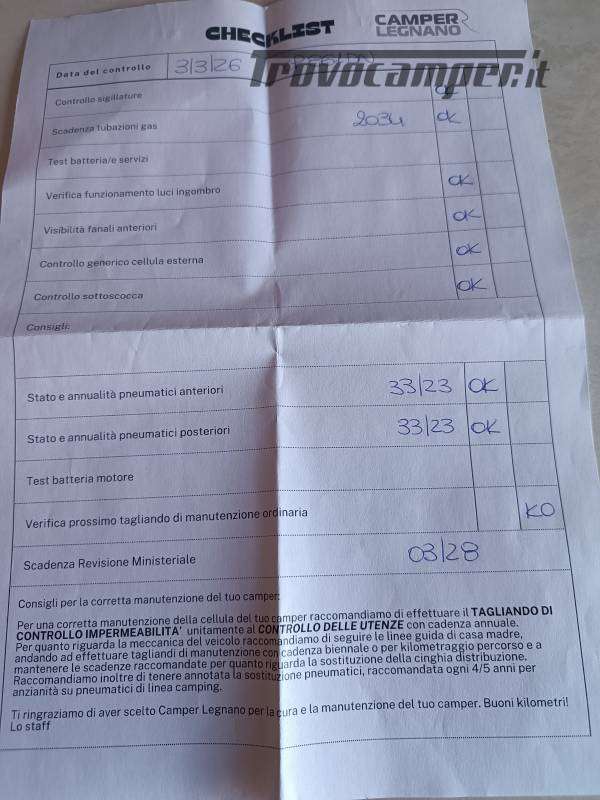 CHECKLIST
CAMPER LEGNANO
Trovocamper.it
Data del controllo 3/3/26
Controllo sigillature OK
Scadenza tubazioni gas 2034 OK
Test batteria/e servizi
Verifica funzionamento luci ingombro OK
Visibilità fanali anteriori OK
Controllo generico cellula esterna OK
Controllo sottoscocca OK
Consigli:
Stato e annualità pneumatici anteriori 33/23 OK
Stato e annualità pneumatici posteriori 33/23 OK
Test batteria motore
Verifica prossimo tagliando di manutenzione ordinaria KO
Scadenza Revisione Ministeriale 03/28
Consigli per la corretta manutenzione del tuo camper:
Per una corretta manutenzione della cellula del tuo camper raccomandiamo di effettuare il TAGLIANDO DI
CONTROLLO IMPERMEABILITA' unitamente al CONTROLLO DELLE UTENZE con cadenza annuale.
Per quanto riguarda la meccanica del veicolo raccomandiamo di seguire le linee guida di casa madre,
andando ad effettuare tagliandi di manutenzione con cadenza biennale o per kilometraggio percorso e a
mantenere le scadenze raccomandate per quanto riguarda la sostituzione della cinghia distribuzione.
Raccomandiamo inoltre di tenere annotata la sostituzione pneumatici, raccomandata ogni 4/5 anni per
anzianità su pneumatici di linea camping.
Ti ringraziamo di aver scelto Camper Legnano per la cura e la manutenzione del tuo camper. Buoni kilometri!
Lo staff